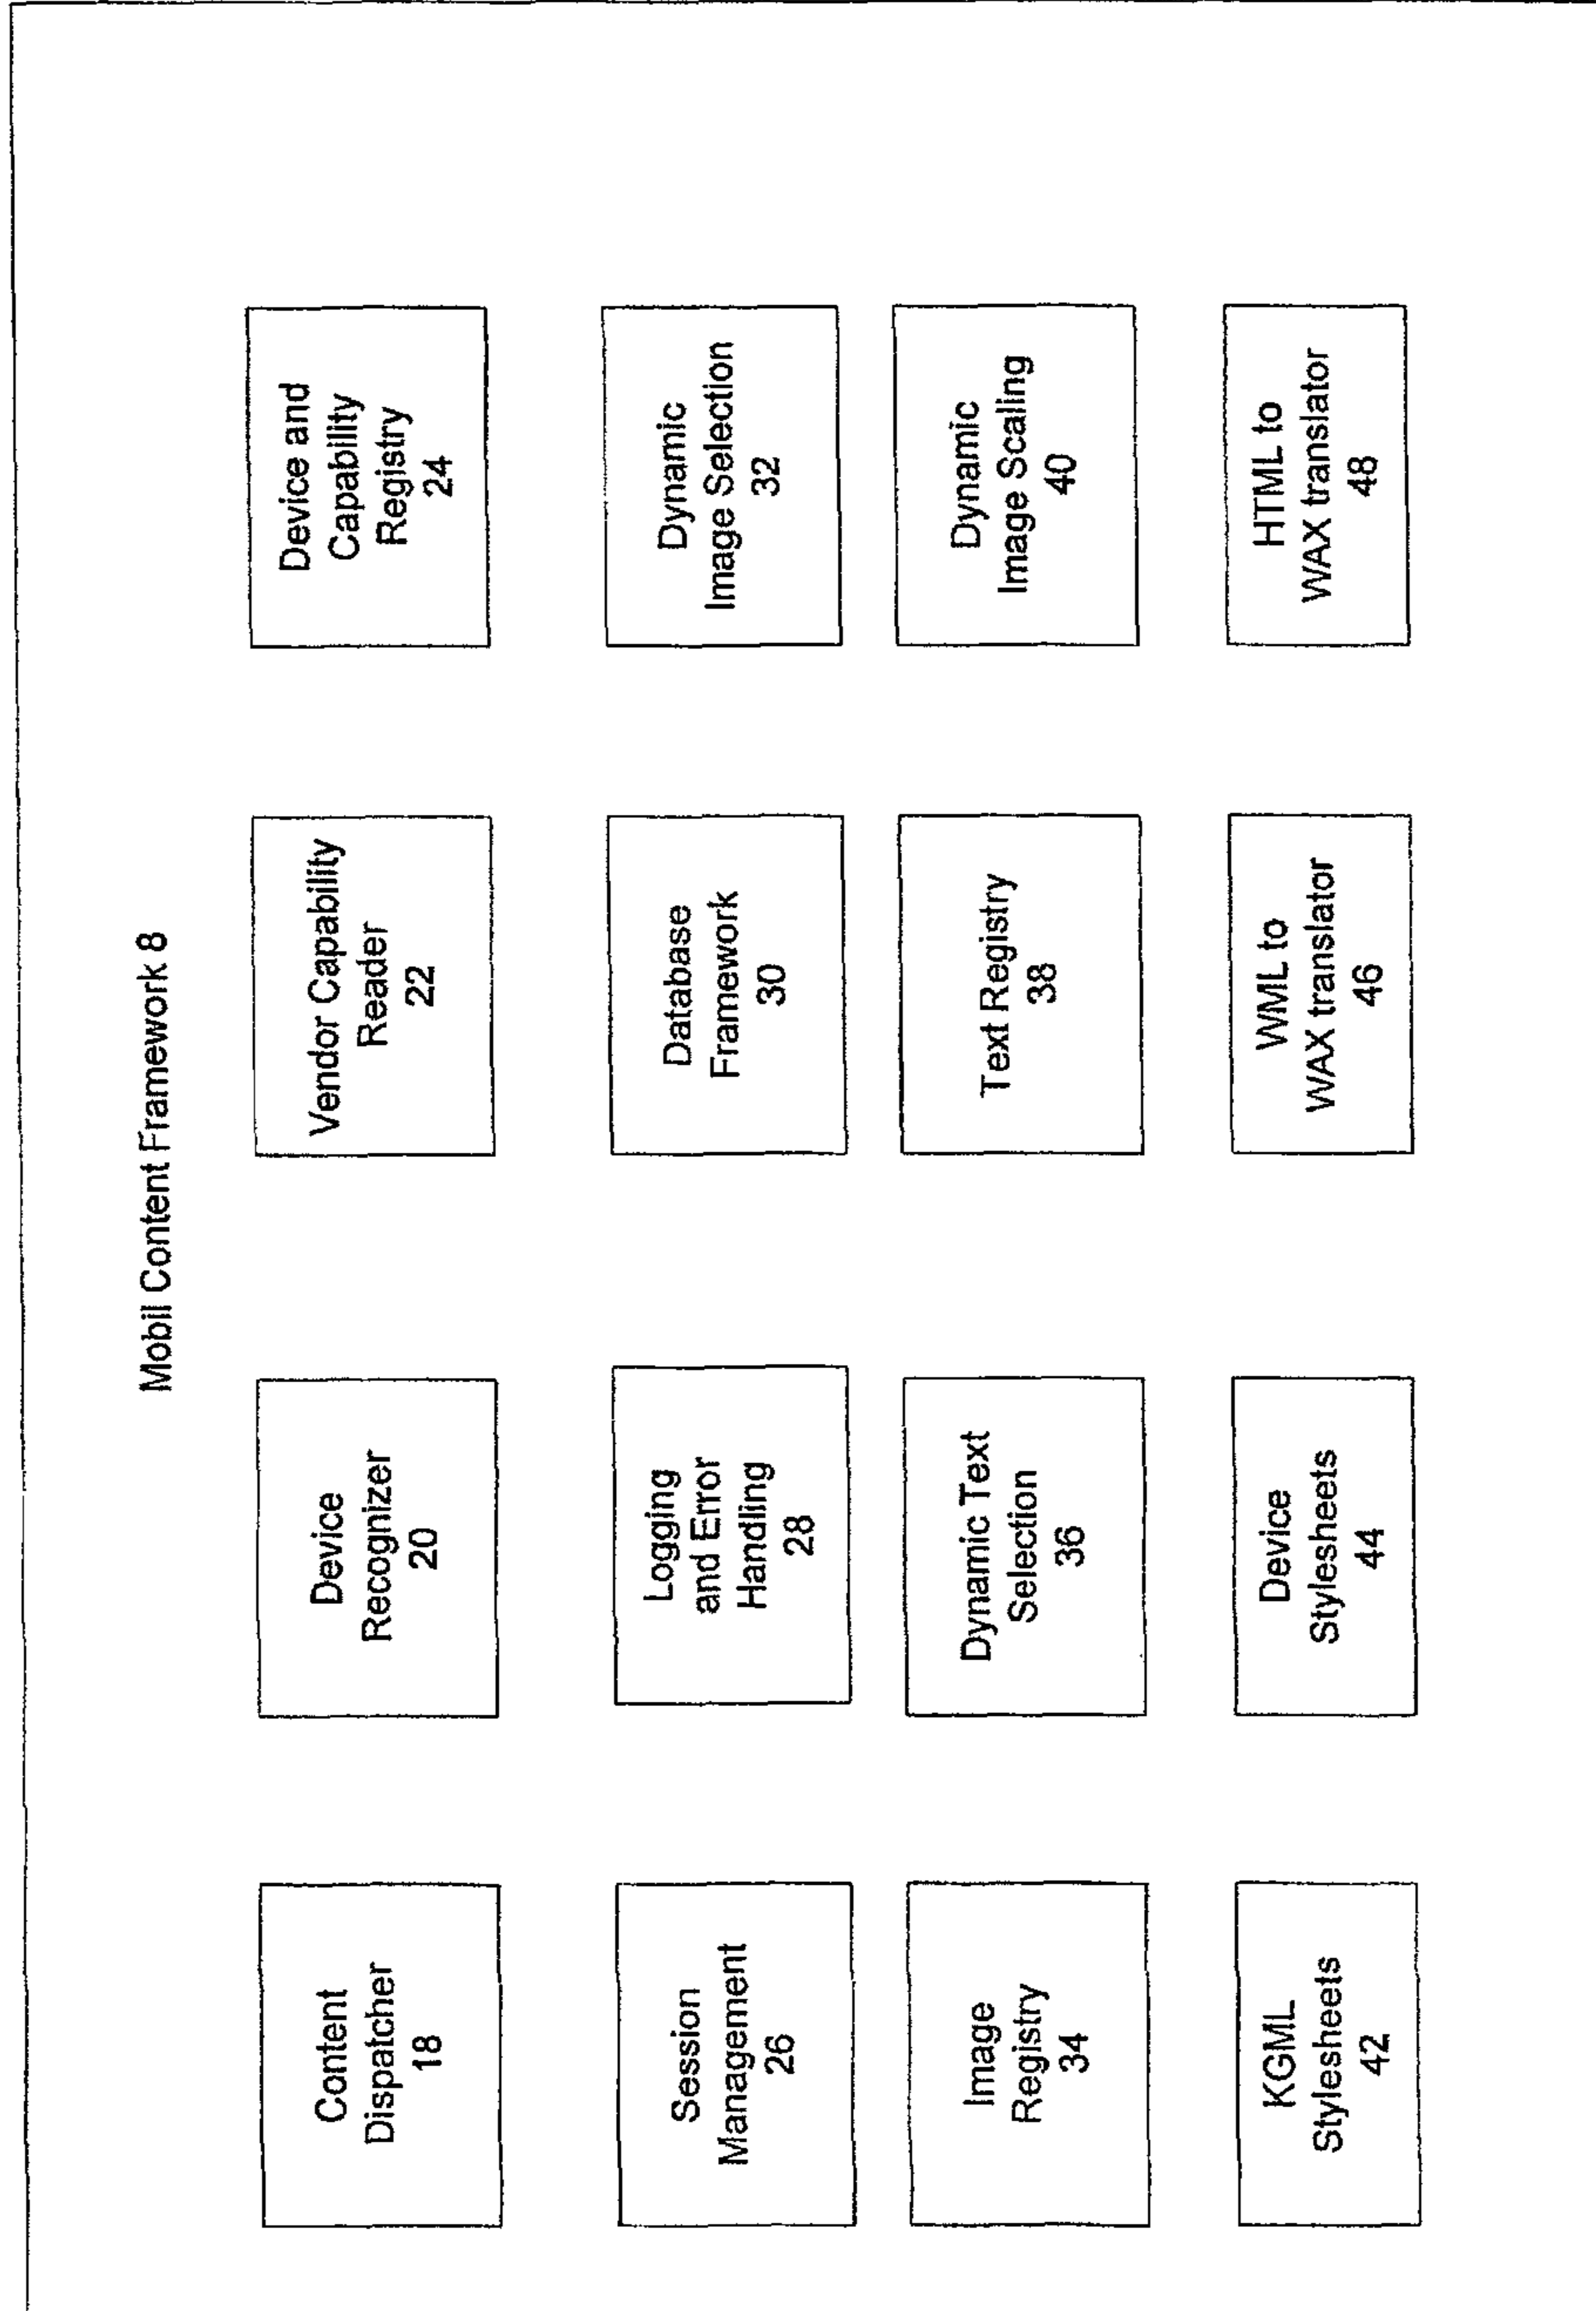 Mobil Content Framework 8
Content
Dispatcher
18
Device
Recognizer
20
Vendor Capability
Reader
22
Device and
Capability
Registry
24
Session
Management
26
Logging
and Error
Handling
28
Database
Framework
30
Dynamic
Image Selection
32
Image
Registry
34
Dynamic Text
Selection
36
Text Registry
38
Dynamic
Image Scaling
40
KGML
Stylesheets
42
Device
Stylesheets
44
WML to
WAX translator
46
HTML to
WAX translator
48